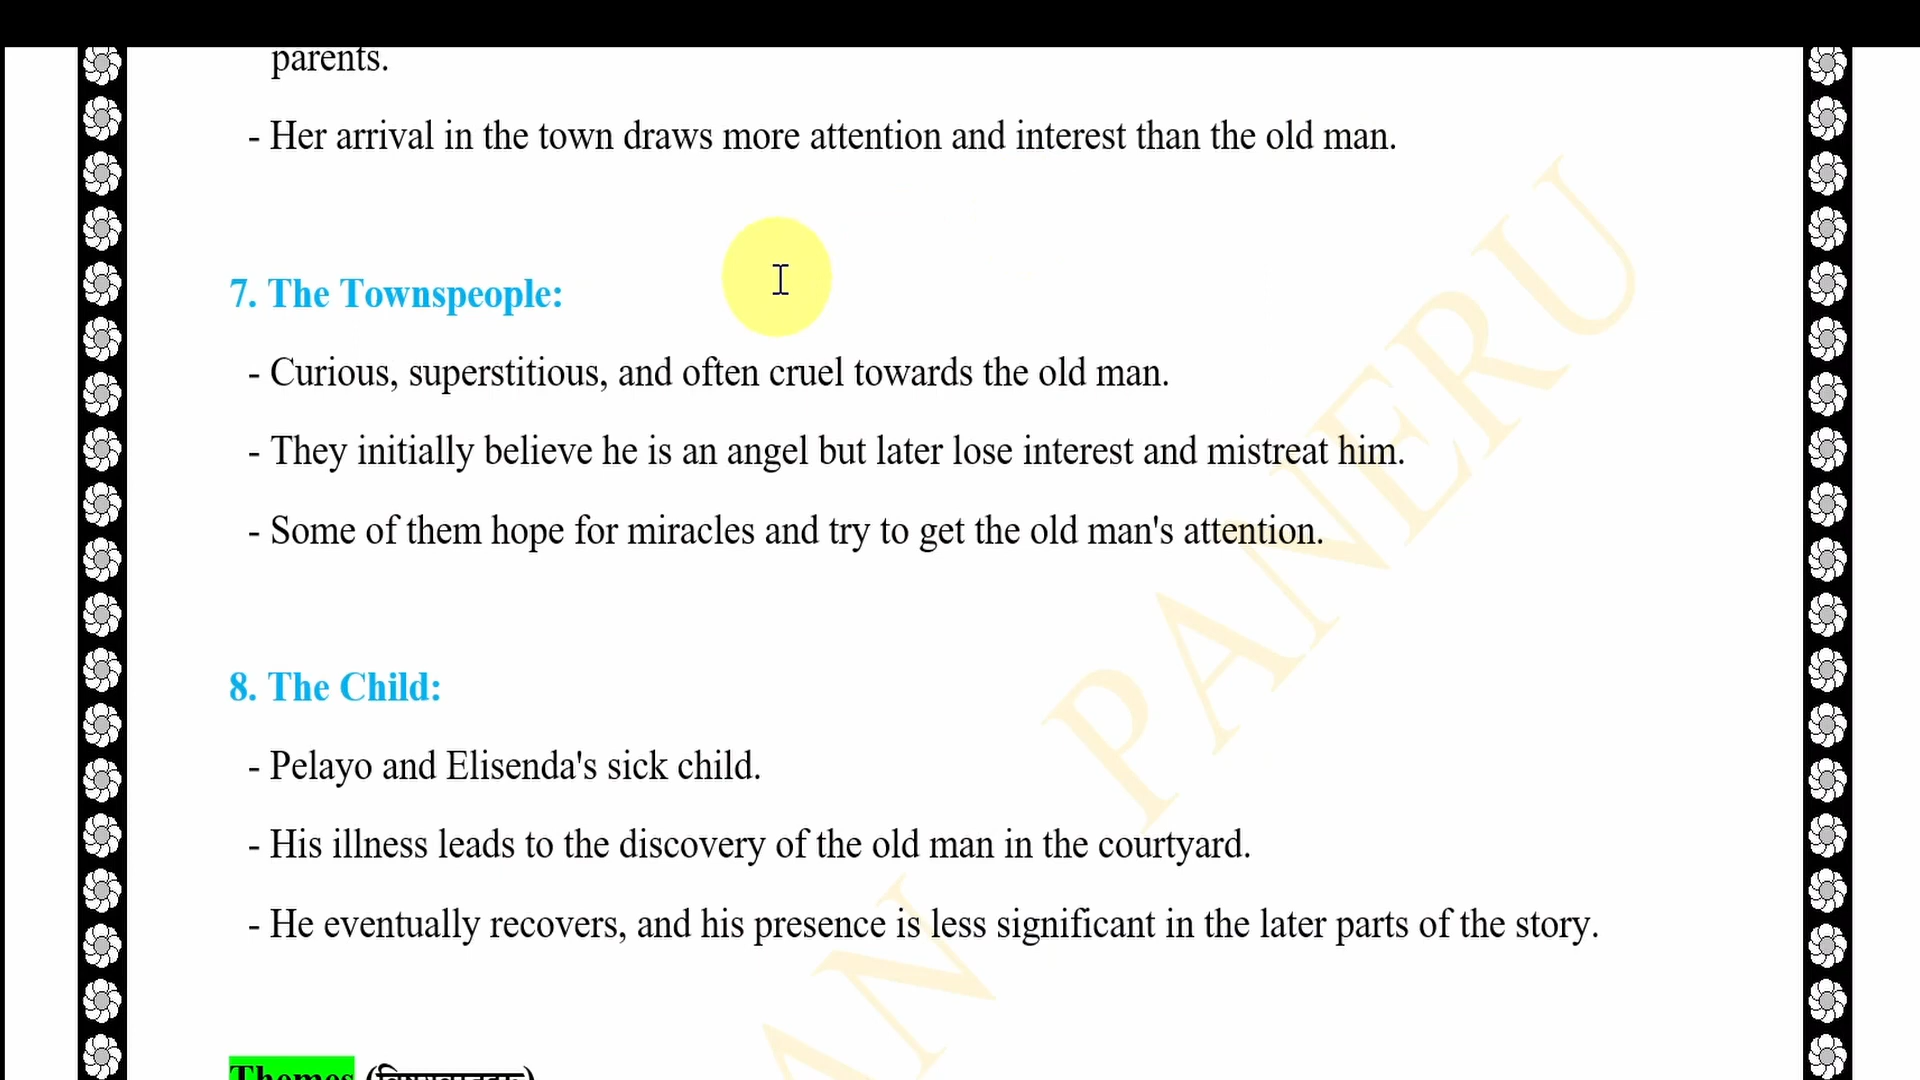 parents.
- Her arrival in the town draws more attention and interest than the old man.
7. The Townspeople:
- Curious, superstitious, and often cruel towards the old man.
- They initially believe he is an angel but later lose interest and mistreat him.
- Some of them hope for miracles and try to get the old man's attention.
8. The Child:
- Pelayo and Elisenda's sick child.
- His illness leads to the discovery of the old man in the courtyard.
- He eventually recovers, and his presence is less significant in the later parts of the story.
Themes
PANERU